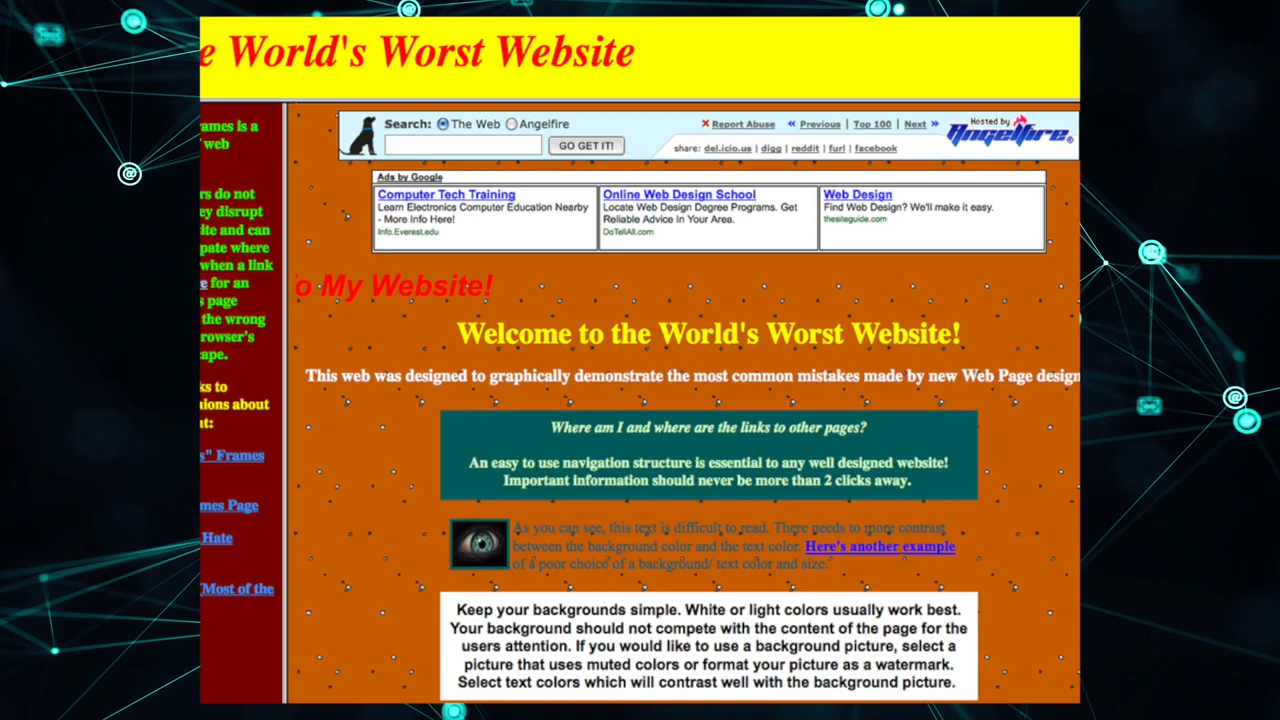 e World's Worst Website
rames is a
web
rs do not
ey disrupt
ite and can
pate where
when a link
e for an
s page
the wrong
rowser's
ape.
ks to
nions about
t:
s" Frames
mes Page
Hate
(Most of the
Search: The Web Angelfire
GO GET IT!
Report Abuse Previous | Top 100 | Next
share: del.icio.us | digg | reddit | furl | facebook
Hosted by
Angelfire
Ads by Google
Computer Tech Training
Learn Electronics Computer Education Nearby
- More Info Here!
Info.Everest.edu
Online Web Design School
Locate Web Design Degree Programs. Get
Reliable Advice In Your Area.
DoTellAll.com
Web Design
Find Web Design? We'll make it easy.
thesiteguide.com
o My Website!
Welcome to the World's Worst Website!
This web was designed to graphically demonstrate the most common mistakes made by new Web Page design
Where am I and where are the links to other pages?
An easy to use navigation structure is essential to any well designed website!
Important information should never be more than 2 clicks away.
As you can see, this text is difficult to read. There needs to more contrast
between the background color and the text color. Here's another example
of a poor choice of a background/ text color and size.
Keep your backgrounds simple. White or light colors usually work best.
Your background should not compete with the content of the page for the
users attention. If you would like to use a background picture, select a
picture that uses muted colors or format your picture as a watermark.
Select text colors which will contrast well with the background picture.